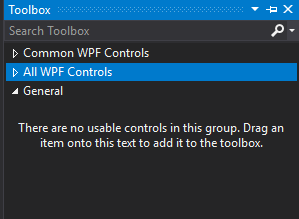 Toolbox
Search Toolbox
Common WPF Controls
All WPF Controls
General
There are no usable controls in this group. Drag an
item onto this text to add it to the toolbox.